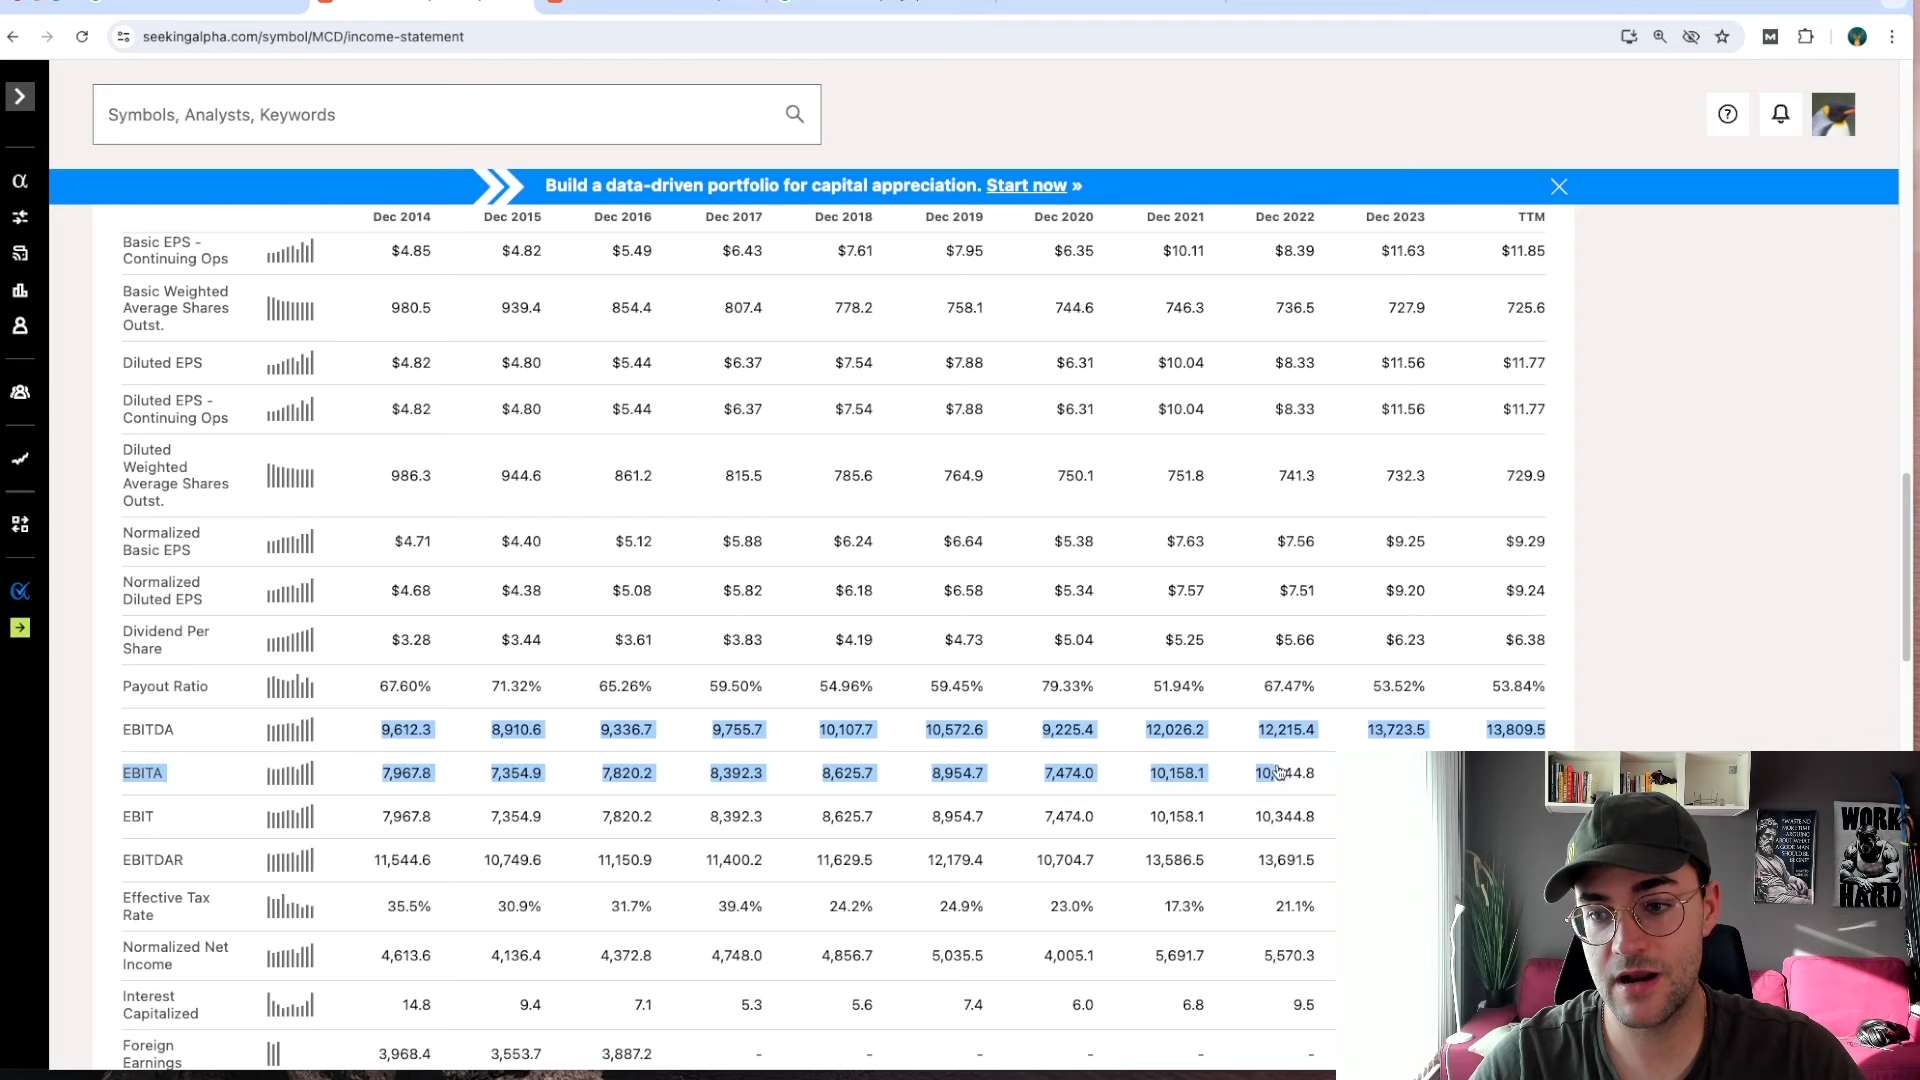 seekingalpha.com/symbol/MCD/income-statement
Symbols, Analysts, Keywords
Build a data-driven portfolio for capital appreciation. Start now »
Dec 2014 Dec 2015 Dec 2016 Dec 2017 Dec 2018 Dec 2019 Dec 2020 Dec 2021 Dec 2022 Dec 2023 TTM
Basic EPS -
Continuing Ops $4.85 $4.82 $5.49 $6.43 $7.61 $7.95 $6.35 $10.11 $8.39 $11.63 $11.85
Basic Weighted
Average Shares 980.5 939.4 854.4 807.4 778.2 758.1 744.6 746.3 736.5 727.9 725.6
Outst.
Diluted EPS $4.82 $4.80 $5.44 $6.37 $7.54 $7.88 $6.31 $10.04 $8.33 $11.56 $11.77
Diluted EPS -
Continuing Ops $4.82 $4.80 $5.44 $6.37 $7.54 $7.88 $6.31 $10.04 $8.33 $11.56 $11.77
Diluted
Weighted
Average Shares 986.3 944.6 861.2 815.5 785.6 764.9 750.1 751.8 741.3 732.3 729.9
Outst.
Normalized
Basic EPS $4.71 $4.40 $5.12 $5.88 $6.24 $6.64 $5.38 $7.63 $7.56 $9.25 $9.29
Normalized
Diluted EPS $4.68 $4.38 $5.08 $5.82 $6.18 $6.58 $5.34 $7.57 $7.51 $9.20 $9.24
Dividend Per
Share $3.28 $3.44 $3.61 $3.83 $4.19 $4.73 $5.04 $5.25 $5.66 $6.23 $6.38
Payout Ratio 67.60% 71.32% 65.26% 59.50% 54.96% 59.45% 79.33% 51.94% 67.47% 53.52% 53.84%
EBITDA 9,612.3 8,910.6 9,336.7 9,755.7 10,107.7 10,572.6 9,225.4 12,026.2 12,215.4 13,723.5 13,809.5
EBITA 7,967.8 7,354.9 7,820.2 8,392.3 8,625.7 8,954.7 7,474.0 10,158.1
EBIT 7,967.8 7,354.9 7,820.2 8,392.3 8,625.7 8,954.7 7,474.0 10,158.1 10,344.8
EBITDAR 11,544.6 10,749.6 11,150.9 11,400.2 11,629.5 12,179.4 10,704.7 13,586.5 13,691.5
Effective Tax
Rate 35.5% 30.9% 31.7% 39.4% 24.2% 24.9% 23.0% 17.3% 21.1%
Normalized Net
Income 4,613.6 4,136.4 4,372.8 4,748.0 4,856.7 5,035.5 4,005.1 5,691.7 5,570.3
Interest
Capitalized 14.8 9.4 7.1 5.3 5.6 7.4 6.0 6.8 9.5
Foreign
Earnings 3,968.4 3,553.7 3,887.2 - - - - - -
"WASTE NO
MORE TIME
ARGUING
ABOUT WHAT
A GOOD MAN
SHOULD BE.
BE ONE!"
WORK
HARD